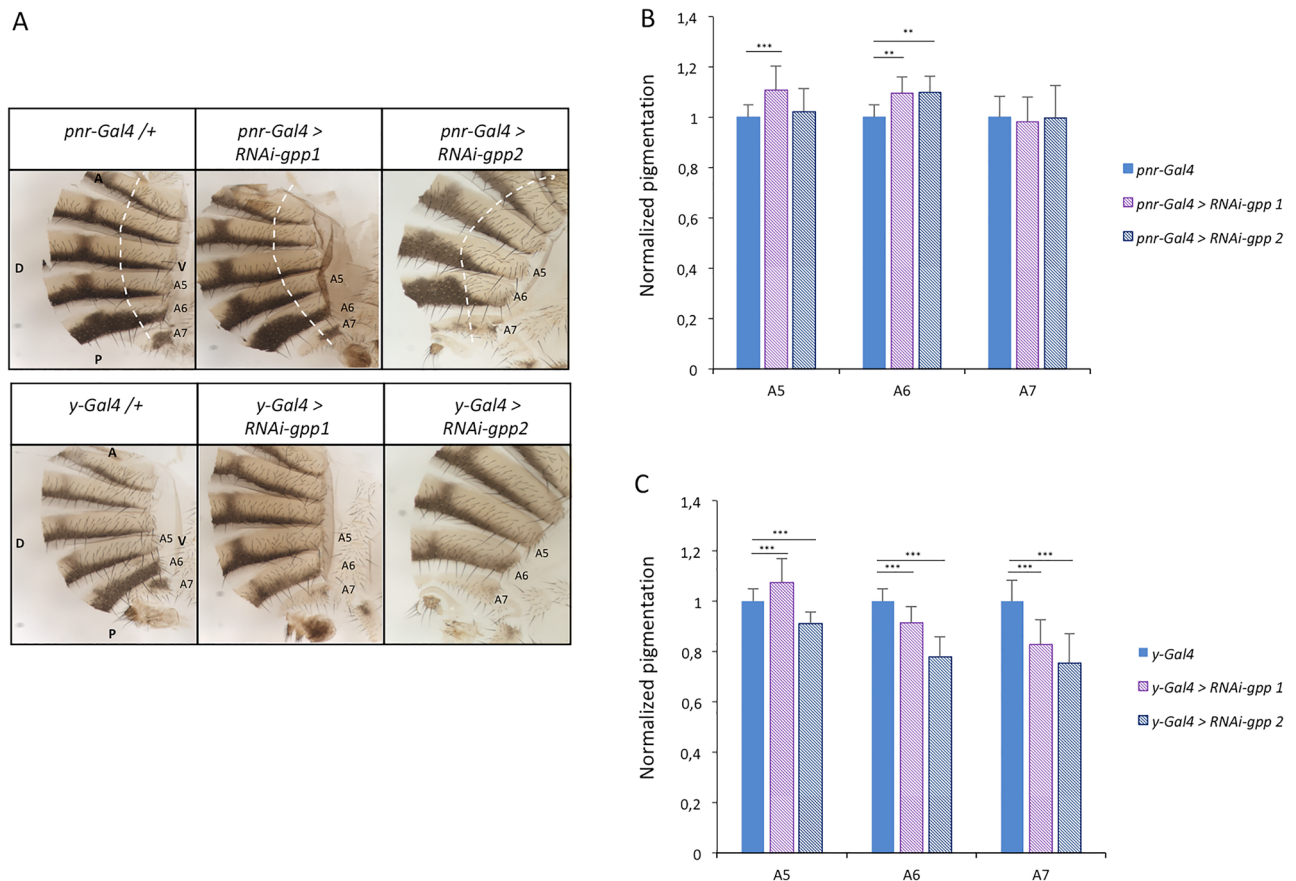 A
pnr-Gal4 /+
pnr-Gal4 >
RNAi-gpp1
pnr-Gal4 >
RNAi-gpp2
A
D
V
A5
A6
A7
P
A5
A6
A7
A5
A6
A7
y-Gal4 /+
y-Gal4 >
RNAi-gpp1
y-Gal4 >
RNAi-gpp2
A
D
A5
V
A6
A7
P
A5
A6
A7
A5
A6
A7
B
Normalized pigmentation
1,4
1,2
1
0,8
0,6
0,4
0,2
0
***
**
**
A5
A6
A7
pnr-Gal4
pnr-Gal4 > RNAi-gpp 1
pnr-Gal4 > RNAi-gpp 2
C
Normalized pigmentation
1,4
1,2
1
0,8
0,6
0,4
0,2
0
***
***
***
***
***
***
A5
A6
A7
y-Gal4
y-Gal4 > RNAi-gpp 1
y-Gal4 > RNAi-gpp 2